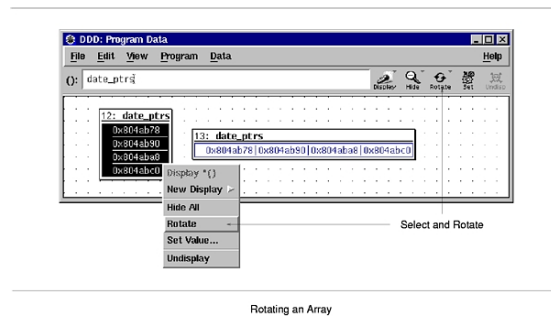 DDD: Program Data
File Edit View Program Data Help
(): date_ptrs
Display Hide Rotate Set Undisp
12: date_ptrs
0x804ab78
0x804ab90
0x804aba8
0x804abc0
13: date_ptrs
0x804ab78 0x804ab90 0x804aba8 0x804abc0
Display *()
New Display
Hide All
Rotate
Set Value...
Undisplay
Select and Rotate
Rotating an Array